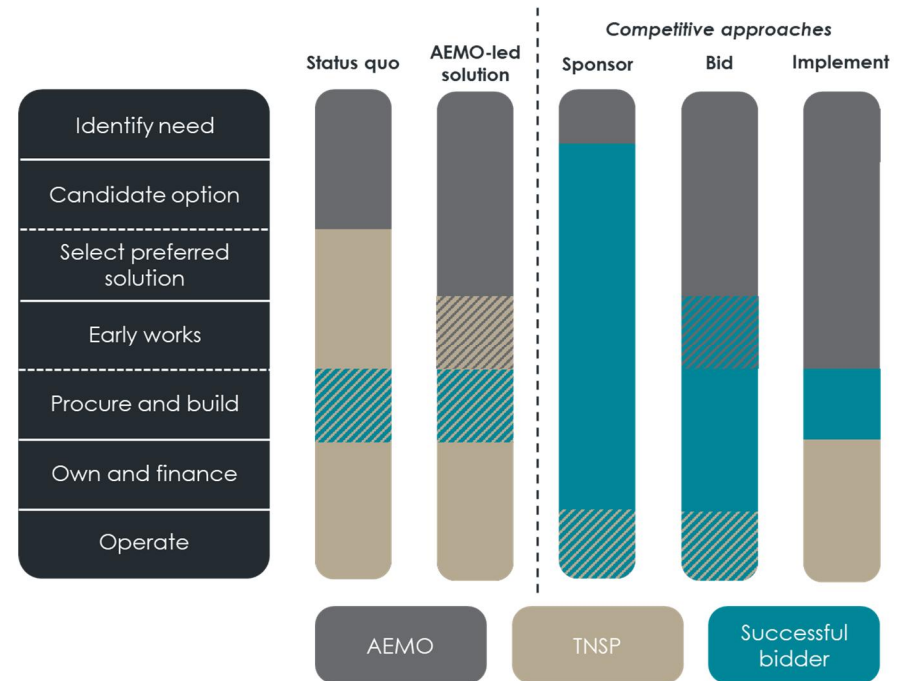 Competitive approaches
Status quo
AEMO-led
solution
Sponsor
Bid
Implement
Identify need
Candidate option
Select preferred
solution
Early works
Procure and build
Own and finance
Operate
AEMO
TNSP
Successful
bidder